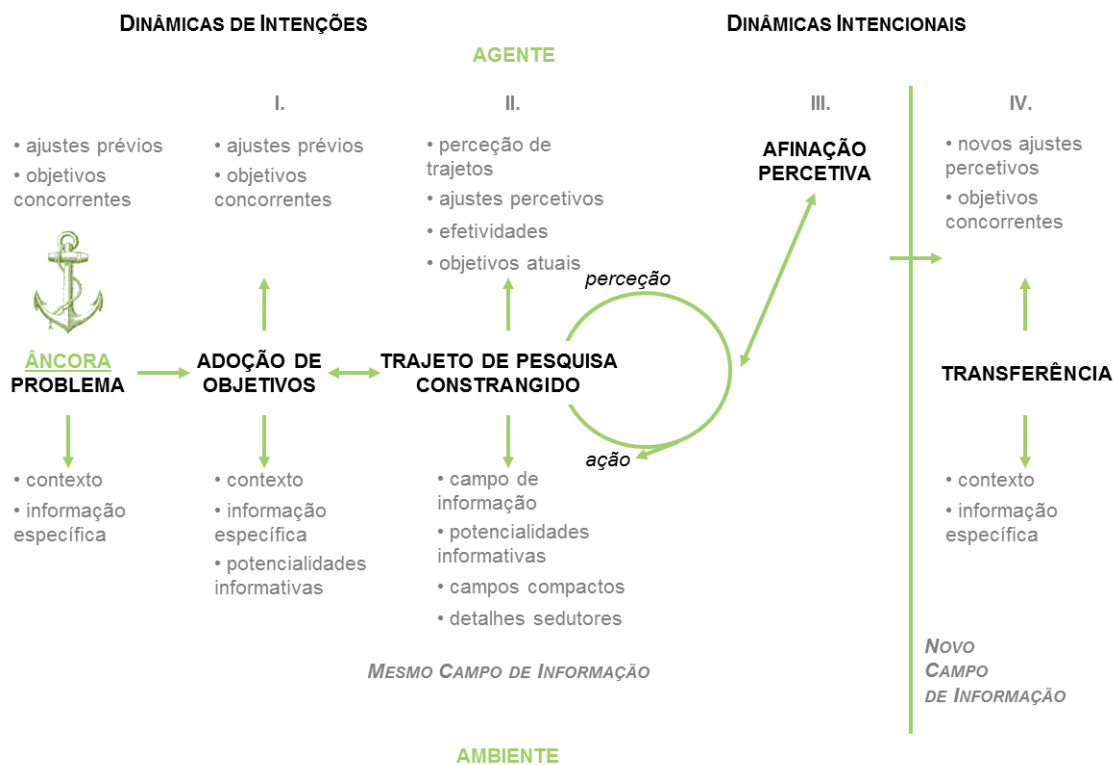 DINÂMICAS DE INTENÇÕES
DINÂMICAS INTENCIONAIS
AGENTE
I.
II.
III.
IV.
• ajustes prévios
• objetivos
concorrentes
• ajustes prévios
• objetivos
concorrentes
• perceção de
trajetos
• ajustes percetivos
• efetividades
• objetivos atuais
AFINAÇÃO
PERCETIVA
• novos ajustes
percetivos
• objetivos
concorrentes
perceção
ÂNCORA
PROBLEMA
ADOÇÃO DE
OBJETIVOS
TRAJETO DE PESQUISA
CONSTRANGIDO
TRANSFERÊNCIA
ação
• contexto
• informação
específica
• contexto
• informação
específica
• potencialidades
informativas
• campo de
informação
• potencialidades
informativas
• campos compactos
• detalhes sedutores
• contexto
• informação
específica
MESMO CAMPO DE INFORMAÇÃO
NOVO
CAMPO
DE INFORMAÇÃO
AMBIENTE